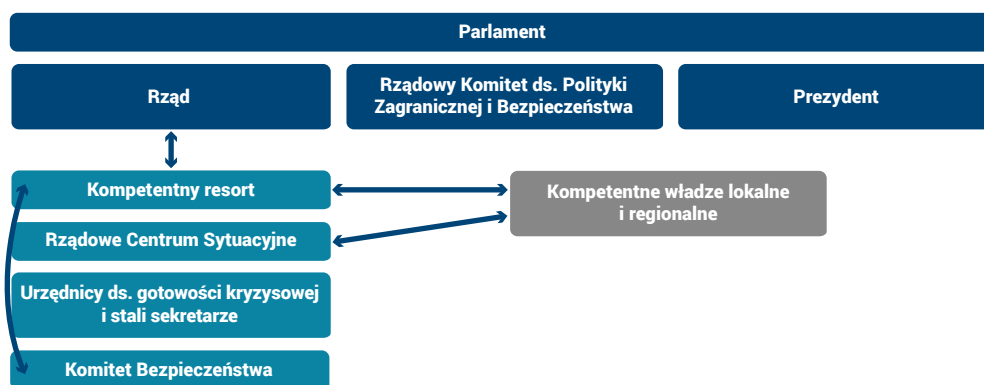 Parlament
Rząd
Rządowy Komitet ds. Polityki
Zagranicznej i Bezpieczeństwa
Prezydent
Kompetentny resort
Kompetentne władze lokalne
i regionalne
Rządowe Centrum Sytuacyjne
Urzędnicy ds. gotowości kryzysowej
i stali sekretarze
Komitet Bezpieczeństwa